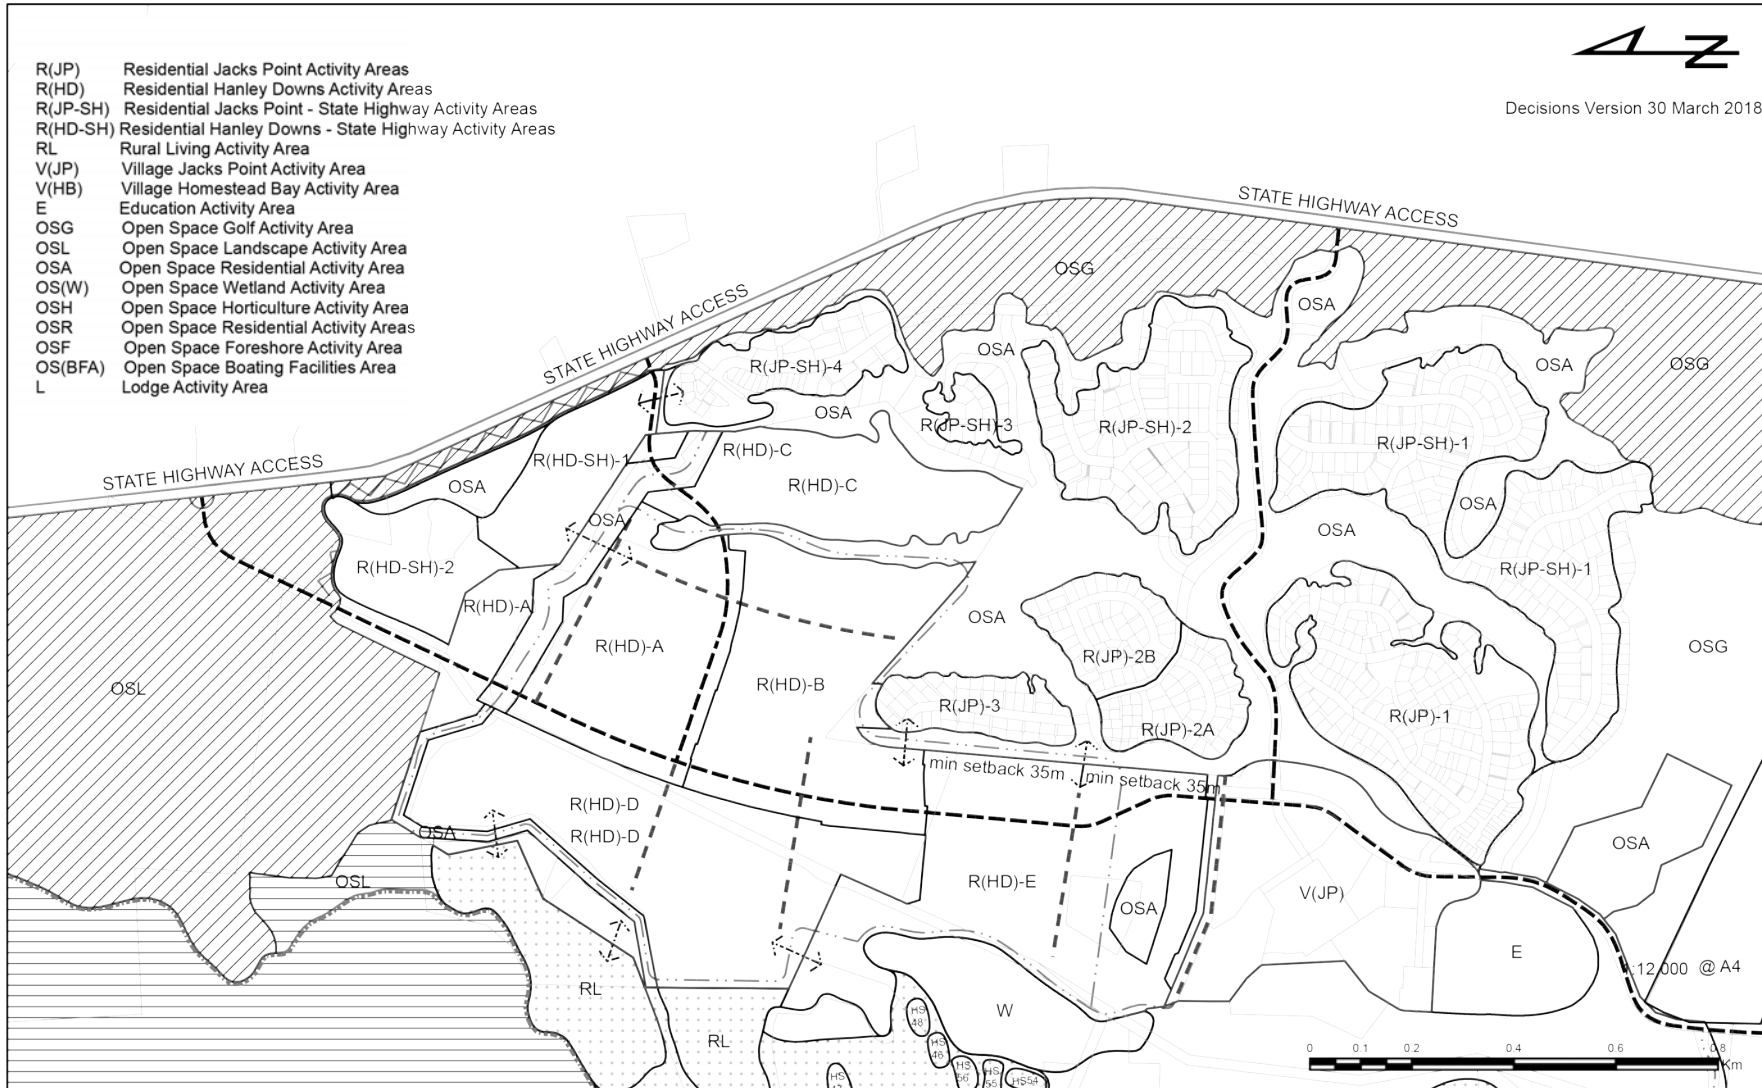 Z
Decisions Version 30 March 2018
R(JP) Residential Jacks Point Activity Areas
R(HD) Residential Hanley Downs Activity Areas
R(JP-SH) Residential Jacks Point - State Highway Activity Areas
R(HD-SH) Residential Hanley Downs - State Highway Activity Areas
RL Rural Living Activity Area
V(JP) Village Jacks Point Activity Area
V(HB) Village Homestead Bay Activity Area
E Education Activity Area
OSG Open Space Golf Activity Area
OSL Open Space Landscape Activity Area
OSA Open Space Residential Activity Area
OS(W) Open Space Wetland Activity Area
OSH Open Space Horticulture Activity Area
OSR Open Space Residential Activity Areas
OSF Open Space Foreshore Activity Area
OS(BFA) Open Space Boating Facilities Area
L Lodge Activity Area
STATE HIGHWAY ACCESS
STATE HIGHWAY ACCESS
STATE HIGHWAY ACCESS
OSG
OSA
OSA
R(JP-SH)-4
OSA
OSG
OSA
R(JP-SH)-3
R(JP-SH)-2
R(JP-SH)-1
R(HD)-C
R(HD-SH)-1
R(HD)-C
OSA
OSA
OSA
OSA
R(HD-SH)-2
R(JP-SH)-1
R(HD)-A
OSA
R(HD)-A
R(JP)-2B
OSG
OSL
R(HD)-B
R(JP)-3
R(JP)-1
R(JP)-2A
min setback 35m
min setback 35m
R(HD)-D
OSA
R(HD)-D
OSA
OSL
R(HD)-E
V(JP)
OSA
E
1:12,000 @ A4
RL
W
HS
48
RL
HS
46
HS
56
HS
55
HS54
HS
0 0.1 0.2 0.4 0.6 0.8
Km